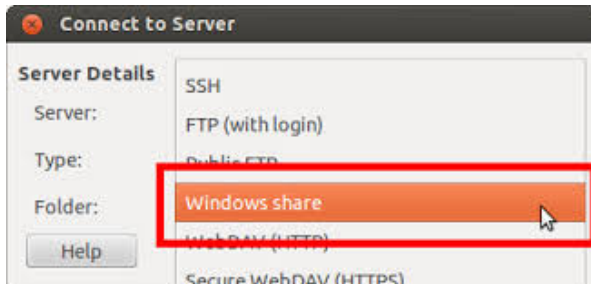 Connect to Server
Server Details
Server:
Type:
Folder:
Help
SSH
FTP (with login)
Public FTP
Windows share
WebDAV (HTTP)
Secure WebDAV (HTTPS)